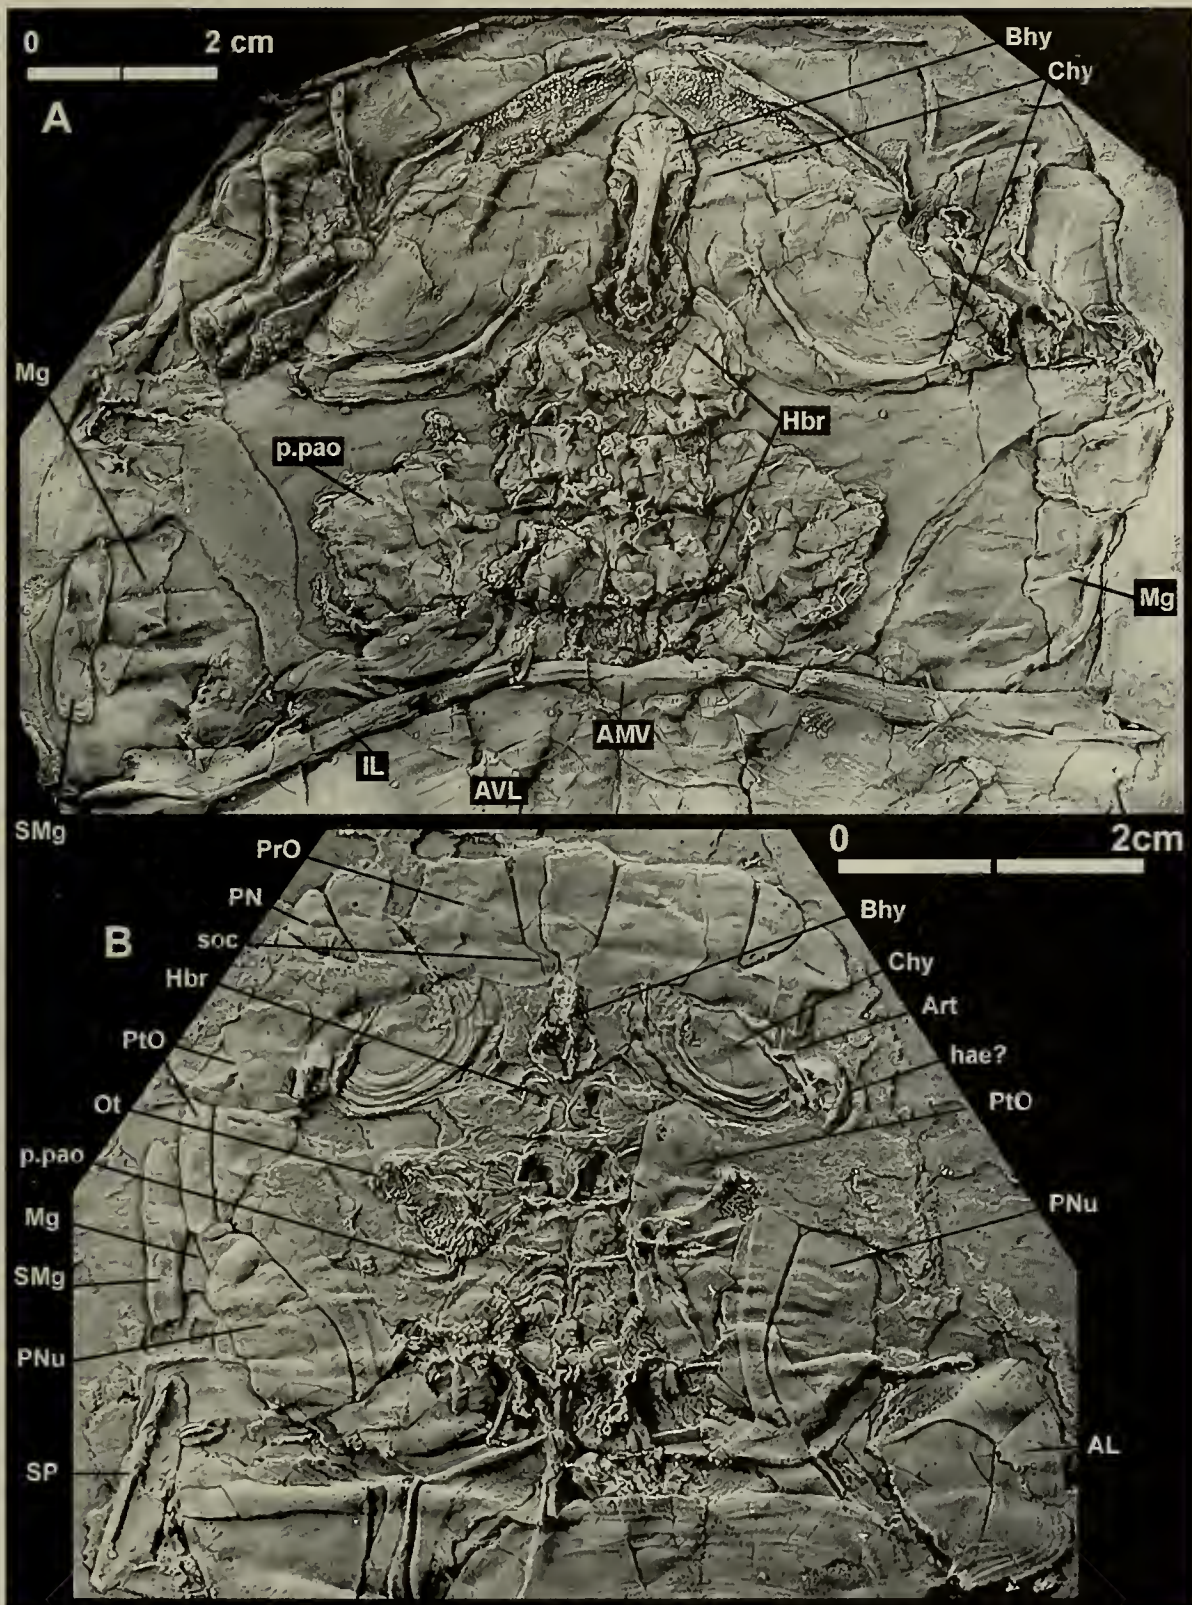 0 2 cm
A
Bhy
Chy
Mg
p.pao
Hbr
Mg
AMV
IL
AVL
SMg
0 2cm
B
PrO
PN
soc
Hbr
PtO
Ot
p.pao
Mg
SMg
PNu
SP
Bhy
Chy
Art
hae?
PtO
PNu
AL